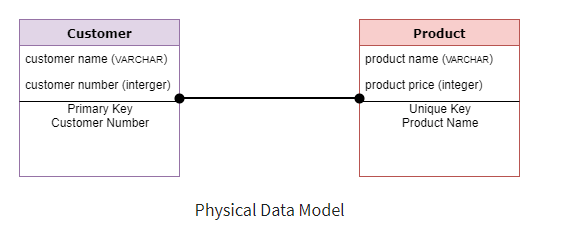 Customer
customer name (VARCHAR)
customer number (interger)
Primary Key
Customer Number
Product
product name (VARCHAR)
product price (integer)
Unique Key
Product Name
Physical Data Model